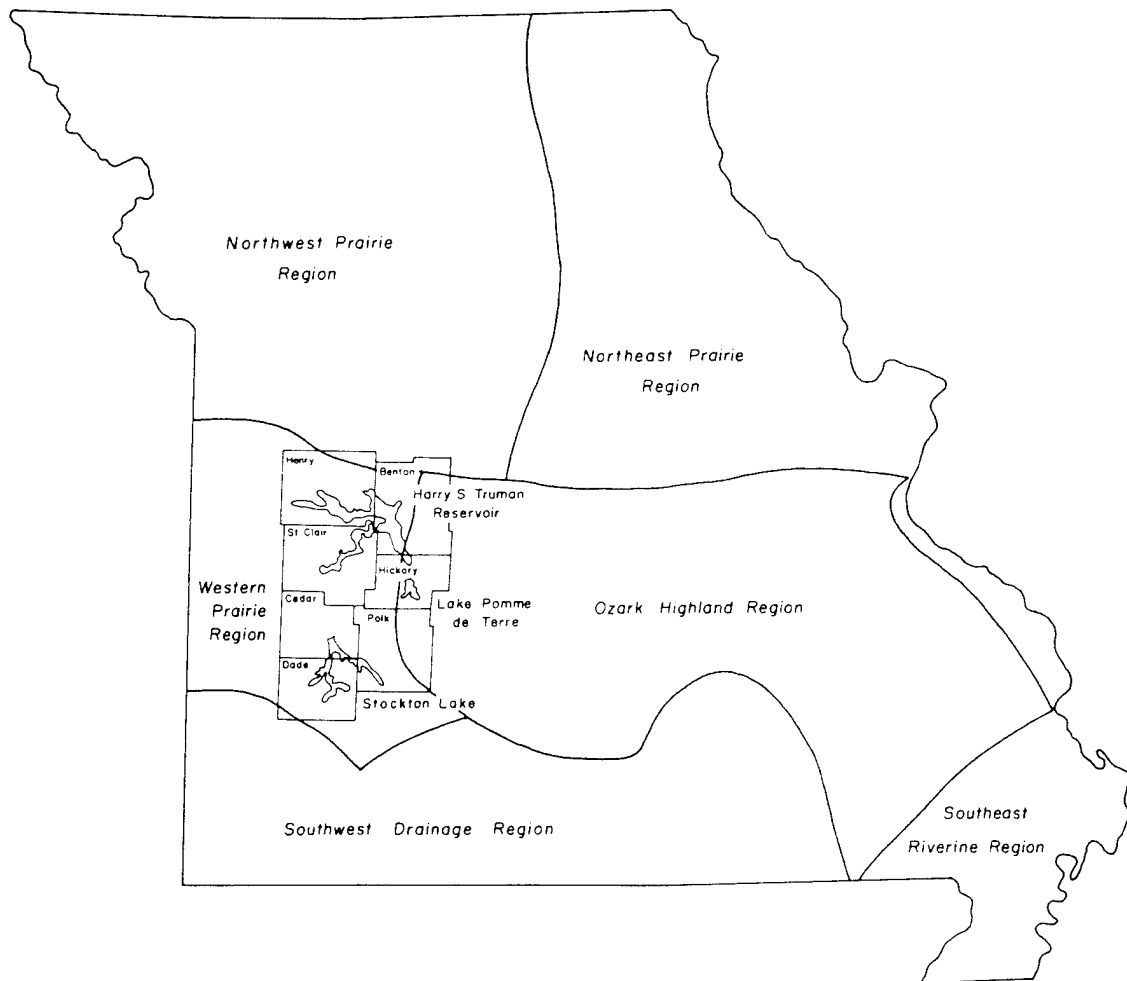 Northwest Prairie
Region
Northeast Prairie
Region
Henry
Benton
Harry S Truman
Reservoir
St Clair
Hickory
Western
Prairie
Region
Cedar
Polk
Lake Pomme
de Terre
Ozark Highland Region
Dade
Stockton Lake
Southwest Drainage Region
Southeast
Riverine Region